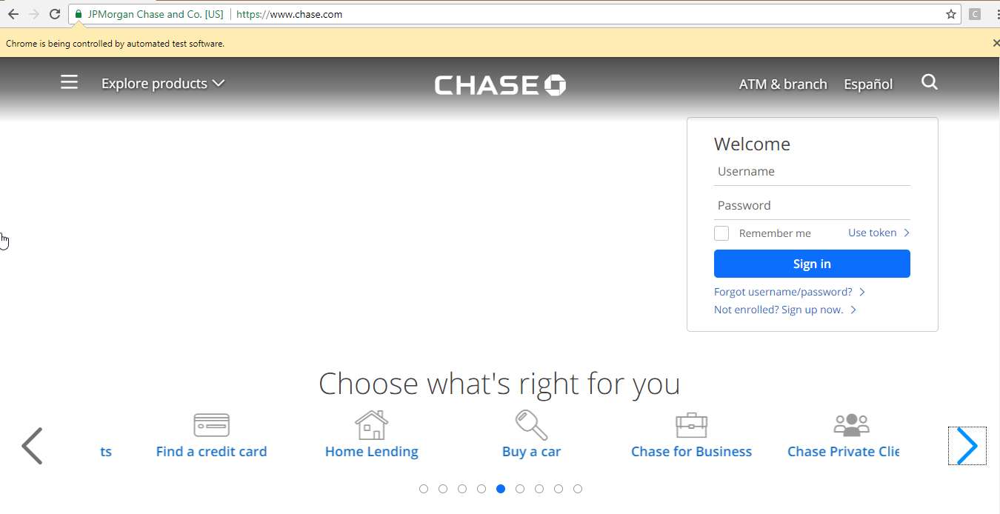 JPMorgan Chase and Co. [US] https://www.chase.com
C
Chrome is being controlled by automated test software.
Explore products CHASE ATM & branch Español
Welcome
Username
Password
Remember me Use token
Sign in
Forgot username/password?
Not enrolled? Sign up now.
Choose what's right for you
ts Find a credit card Home Lending Buy a car Chase for Business Chase Private Clie